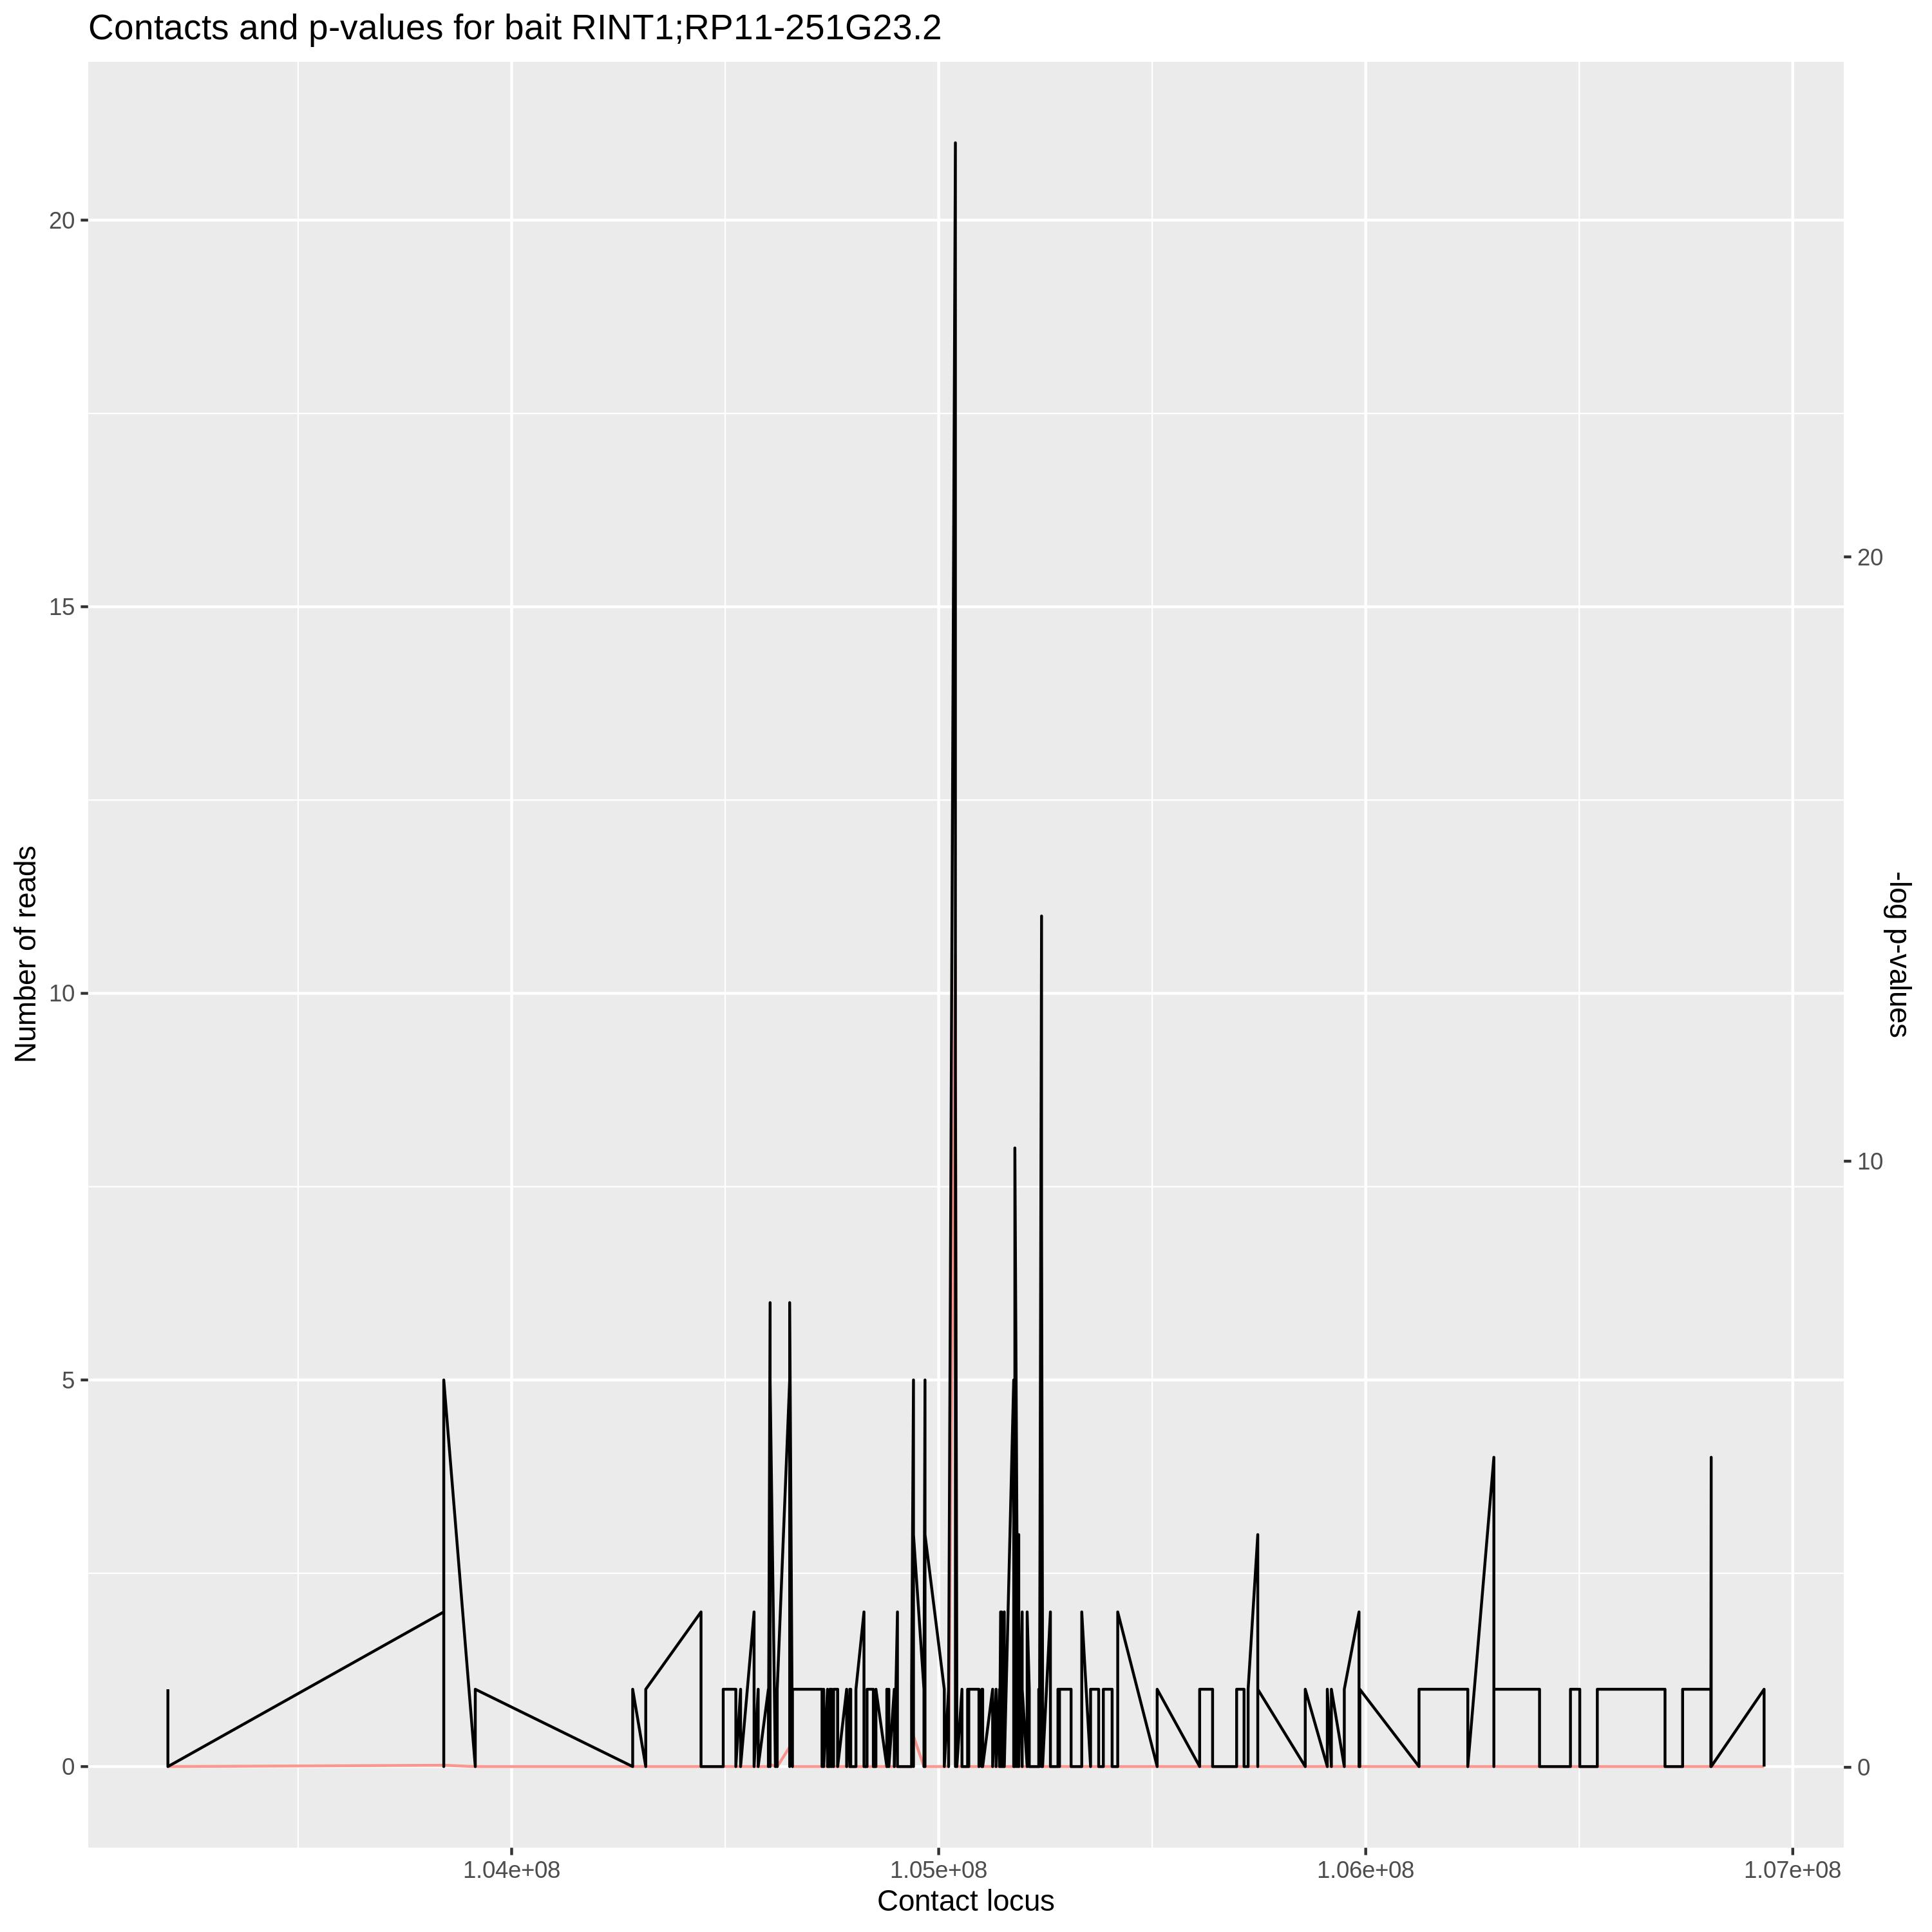 Contacts and p-values for bait RINT1;RP11-251G23.2
20
15
10
5
0
Number of reads
20
10
0
-log p-values
1.04e+08
1.05e+08
1.06e+08
1.07e+08
Contact locus